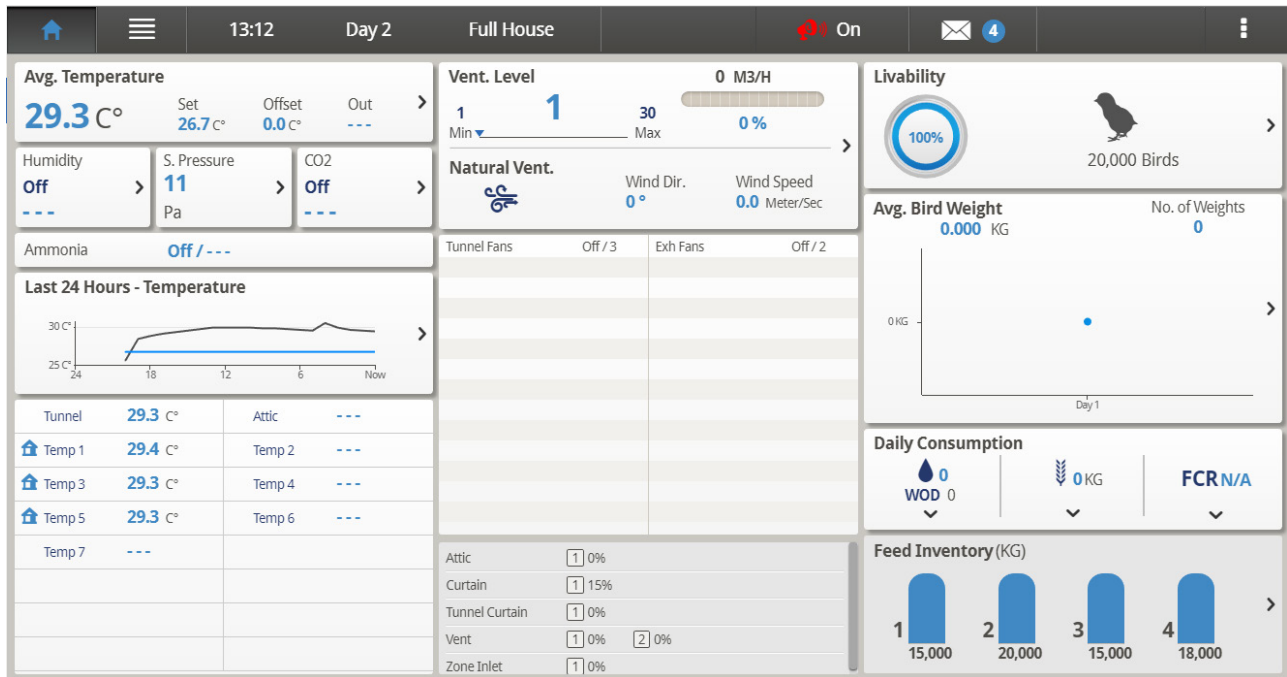 13:12 Day 2 Full House On 4
Avg. Temperature
29.3 C°
Set 26.7 C°
Offset 0.0 C°
Out - - -
Humidity
Off
- - -
S. Pressure
11
Pa
CO2
Off
- - -
Ammonia Off / - - -
Last 24 Hours - Temperature
30 C°
25 C°
24 18 12 6 Now
Tunnel 29.3 C° Attic - - -
Temp 1 29.4 C° Temp 2 - - -
Temp 3 29.3 C° Temp 4 - - -
Temp 5 29.3 C° Temp 6 - - -
Temp 7 - - -
Vent. Level
0 M3/H
1 1 30
Min Max
0 %
Natural Vent.
Wind Dir. Wind Speed
0 ° 0.0 Meter/Sec
Tunnel Fans Off / 3 Exh Fans Off / 2
Attic 1 0%
Curtain 1 15%
Tunnel Curtain 1 0%
Vent 1 0% 2 0%
Zone Inlet 1 0%
Livability
100%
20,000 Birds
Avg. Bird Weight No. of Weights
0.000 KG 0
0 KG
Day 1
Daily Consumption
0
WOD 0
0 KG
FCR N/A
Feed Inventory (KG)
1 2 3 4
15,000 20,000 15,000 18,000